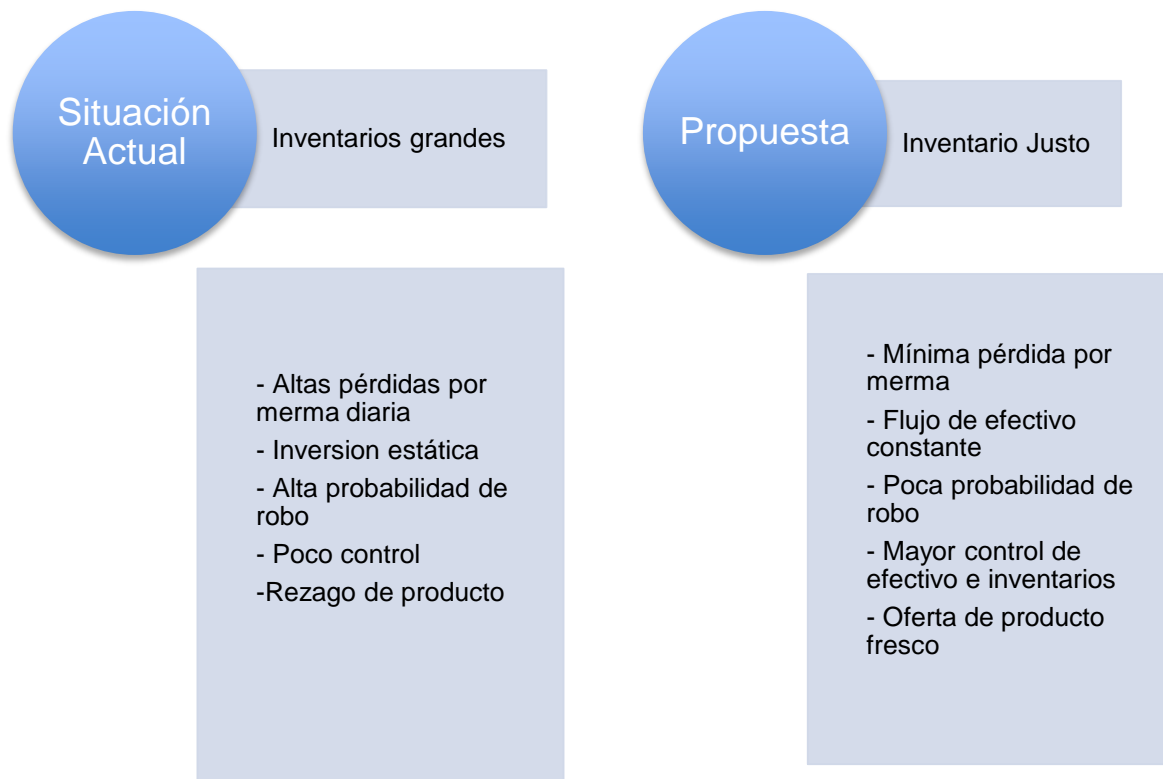 Situación
Actual
Inventarios grandes
- Altas pérdidas por
merma diaria
- Inversion estática
- Alta probabilidad de
robo
- Poco control
-Rezago de producto
Propuesta
Inventario Justo
- Mínima pérdida por
merma
- Flujo de efectivo
constante
- Poca probabilidad de
robo
- Mayor control de
efectivo e inventarios
- Oferta de producto
fresco